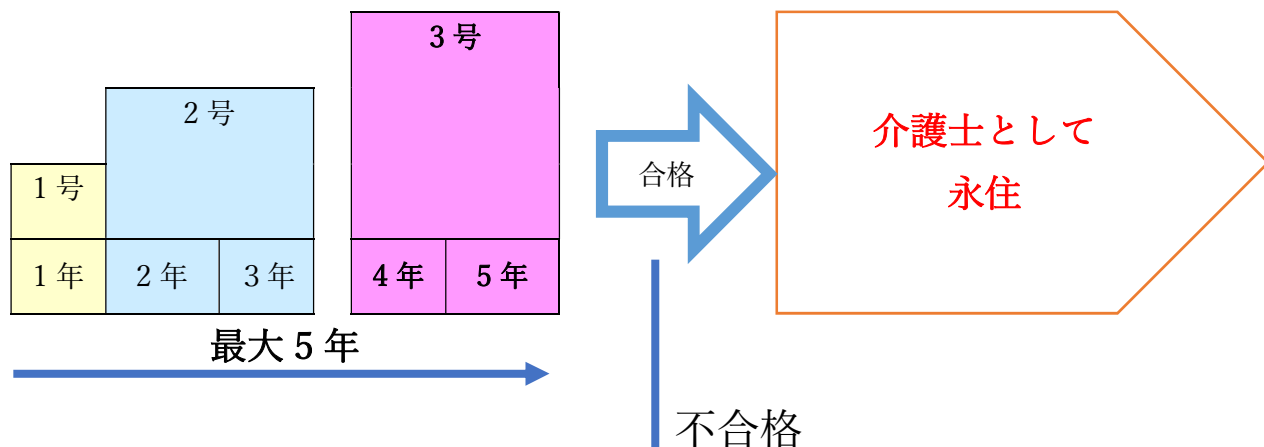 3 号
2 号
1 号
1 年
2 年
3 年
4 年
5 年
最大 5 年
合格
介護士として
永住
不合格